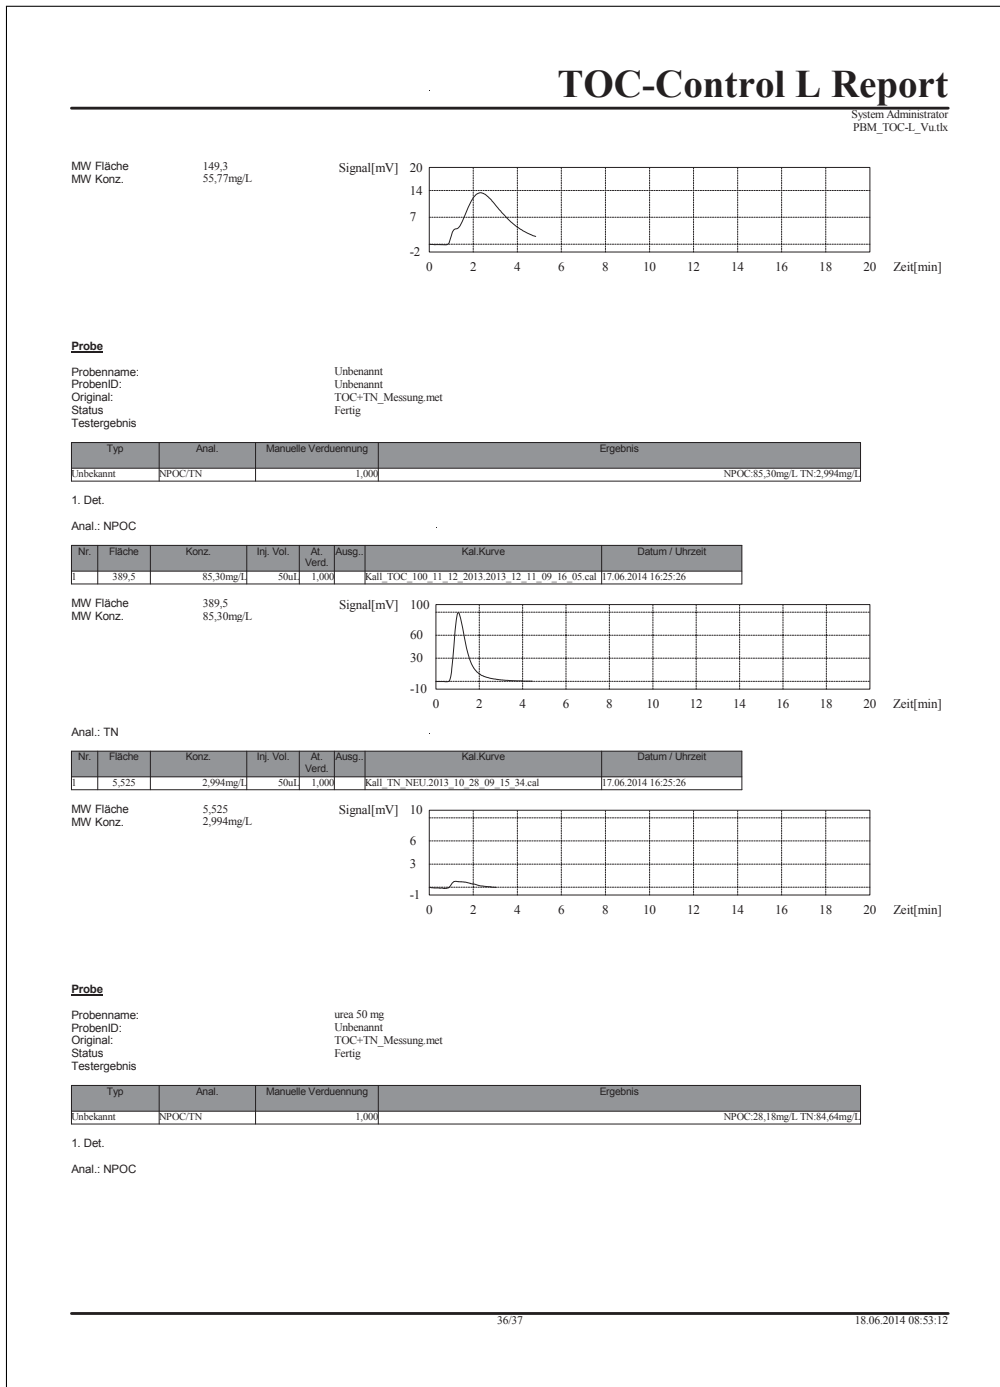 TOC-Control L Report
System Administrator
PBM_TOC-L_Vu.tlx
MW Fläche 149,3
MW Konz. 55,77mg/L
Signal[mV] 20
14
7
-2
0 2 4 6 8 10 12 14 16 18 20 Zeit[min]
Probe
Probenname: Unbenannt
ProbenID: Unbenannt
Original: TOC+TN_Messung.met
Status Fertig
Testergebnis
Typ Anal. Manuelle Verduennung Ergebnis
Unbekannt NPOC/TN 1,000 NPOC:85,30mg/L TN:2,994mg/L
1. Det.
Anal.: NPOC
Nr. Fläche Konz. Inj. Vol. At. Verd. Ausg.. Kal.Kurve Datum / Uhrzeit
1 389,5 85,30mg/L 50uL 1,000 Kall_TOC_100_11_12_2013.2013_12_11_09_16_05.cal 17.06.2014 16:25:26
MW Fläche 389,5
MW Konz. 85,30mg/L
Signal[mV] 100
60
30
-10
0 2 4 6 8 10 12 14 16 18 20 Zeit[min]
Anal.: TN
Nr. Fläche Konz. Inj. Vol. At. Verd. Ausg.. Kal.Kurve Datum / Uhrzeit
1 5,525 2,994mg/L 50uL 1,000 Kall_TN_NEU.2013_10_28_09_15_34.cal 17.06.2014 16:25:26
MW Fläche 5,525
MW Konz. 2,994mg/L
Signal[mV] 10
6
3
-1
0 2 4 6 8 10 12 14 16 18 20 Zeit[min]
Probe
Probenname: urea 50 mg
ProbenID: Unbenannt
Original: TOC+TN_Messung.met
Status Fertig
Testergebnis
Typ Anal. Manuelle Verduennung Ergebnis
Unbekannt NPOC/TN 1,000 NPOC:28,18mg/L TN:84,64mg/L
1. Det.
Anal.: NPOC
36/37 18.06.2014 08:53:12